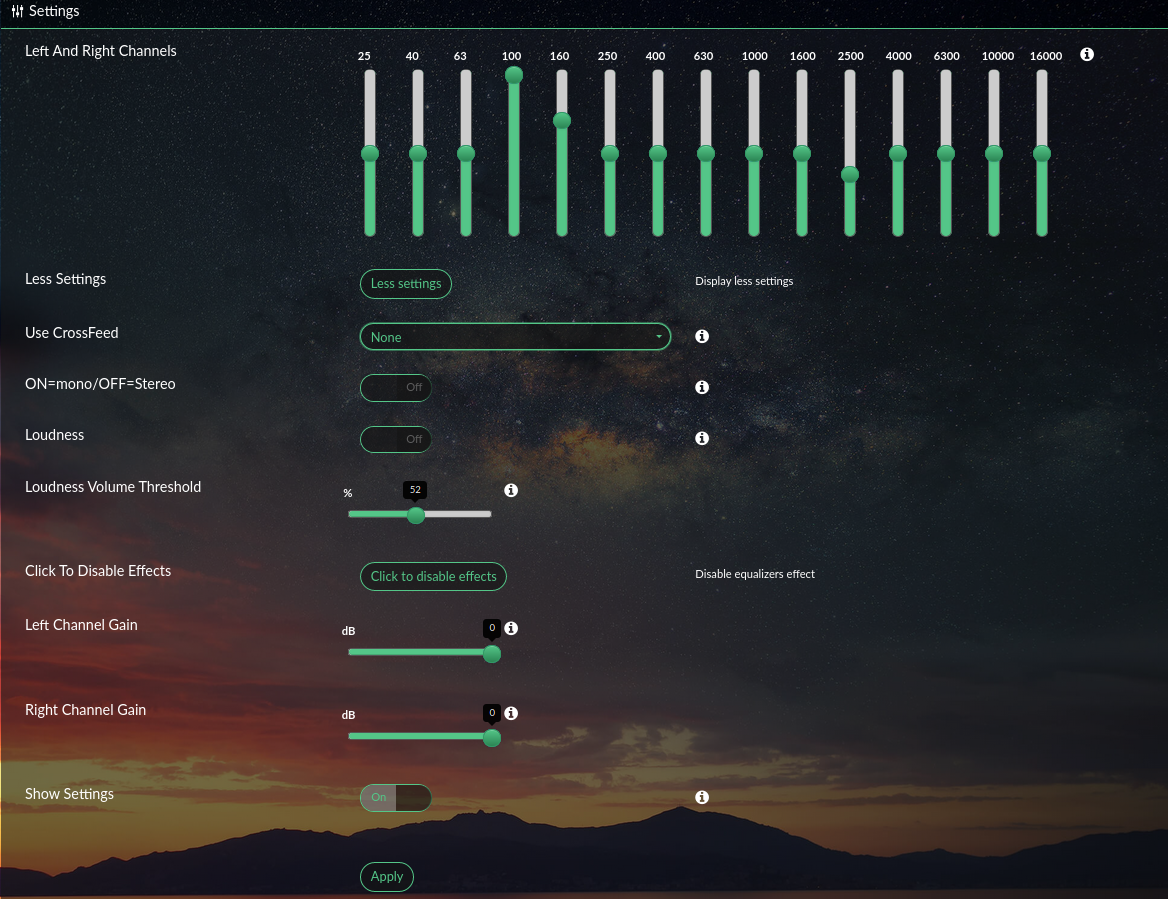 Settings
Left And Right Channels
25 40 63 100 160 250 400 630 1000 1600 2500 4000 6300 10000 16000
Less Settings
Less settings
Display less settings
Use CrossFeed
None
ON=mono/OFF=Stereo
Off
Loudness
Off
Loudness Volume Threshold
%
52
Click To Disable Effects
Click to disable effects
Disable equalizers effect
Left Channel Gain
dB
0
Right Channel Gain
dB
0
Show Settings
On
Apply